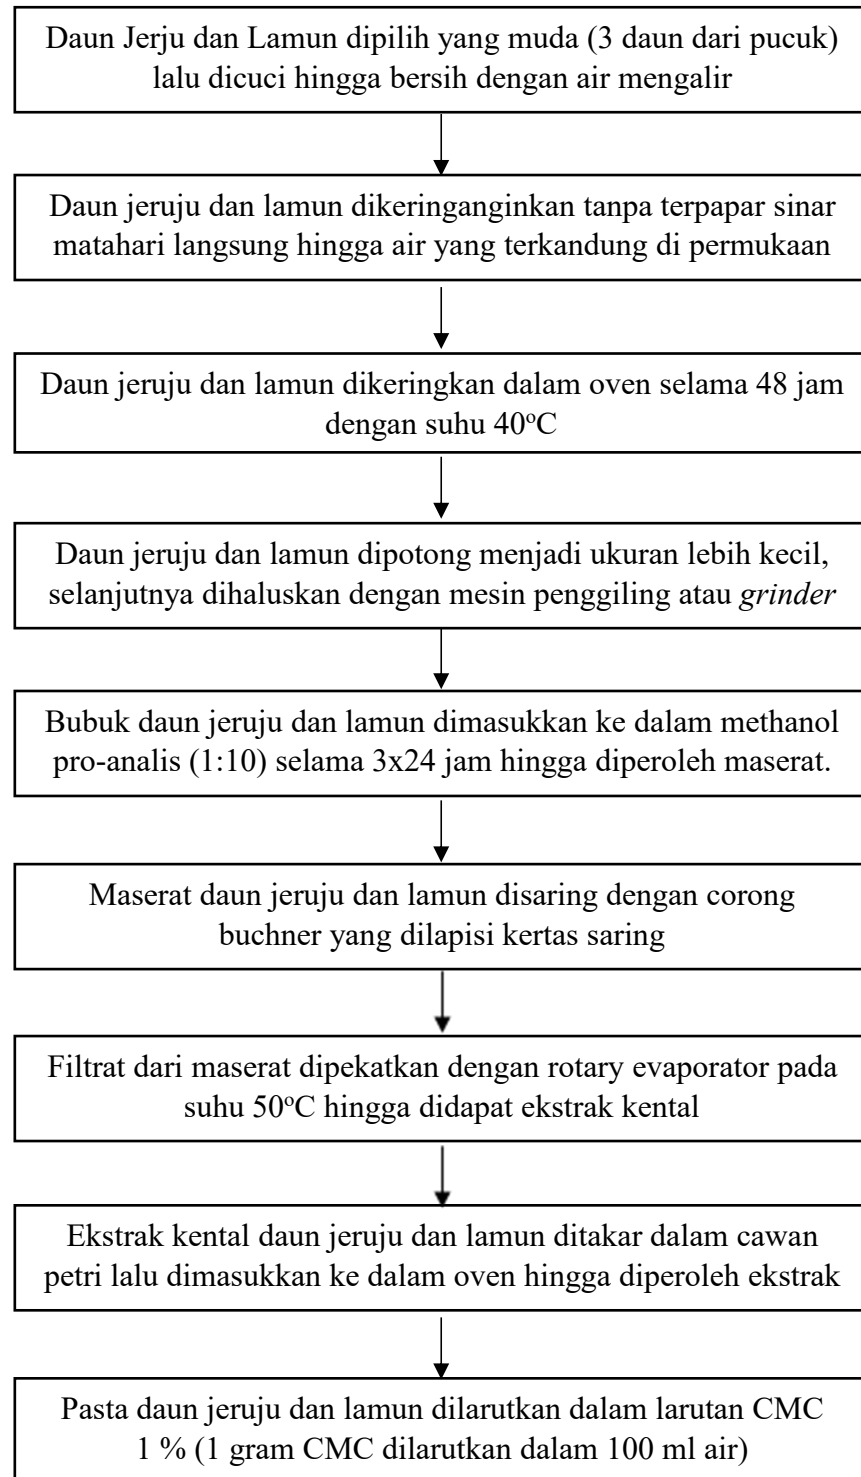 Daun Jerju dan Lamun dipilih yang muda (3 daun dari pucuk)
lalu dicuci hingga bersih dengan air mengalir
Daun jeruju dan lamun dikeringanginkan tanpa terpapar sinar
matahari langsung hingga air yang terkandung di permukaan
Daun jeruju dan lamun dikeringkan dalam oven selama 48 jam
dengan suhu 40°C
Daun jeruju dan lamun dipotong menjadi ukuran lebih kecil,
selanjutnya dihaluskan dengan mesin penggiling atau grinder
Bubuk daun jeruju dan lamun dimasukkan ke dalam methanol
pro-analis (1:10) selama 3x24 jam hingga diperoleh maserat.
Maserat daun jeruju dan lamun disaring dengan corong
buchner yang dilapisi kertas saring
Filtrat dari maserat dipekatkan dengan rotary evaporator pada
suhu 50°C hingga didapat ekstrak kental
Ekstrak kental daun jeruju dan lamun ditakar dalam cawan
petri lalu dimasukkan ke dalam oven hingga diperoleh ekstrak
Pasta daun jeruju dan lamun dilarutkan dalam larutan CMC
1 % (1 gram CMC dilarutkan dalam 100 ml air)